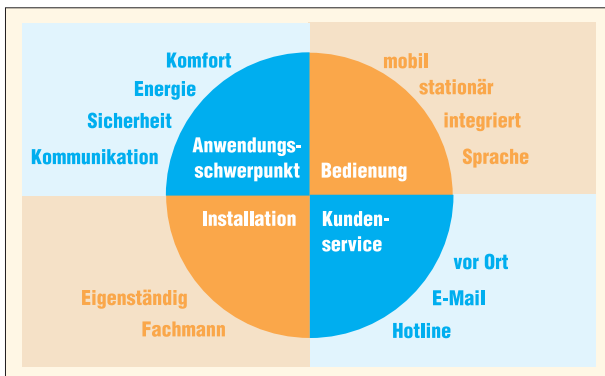 Komfort
Energie
Sicherheit
Kommunikation
Anwendungs-
schwerpunkt
mobil
stationär
integriert
Sprache
Bedienung
Installation
Eigenständig
Fachmann
Kunden-
service
vor Ort
E-Mail
Hotline